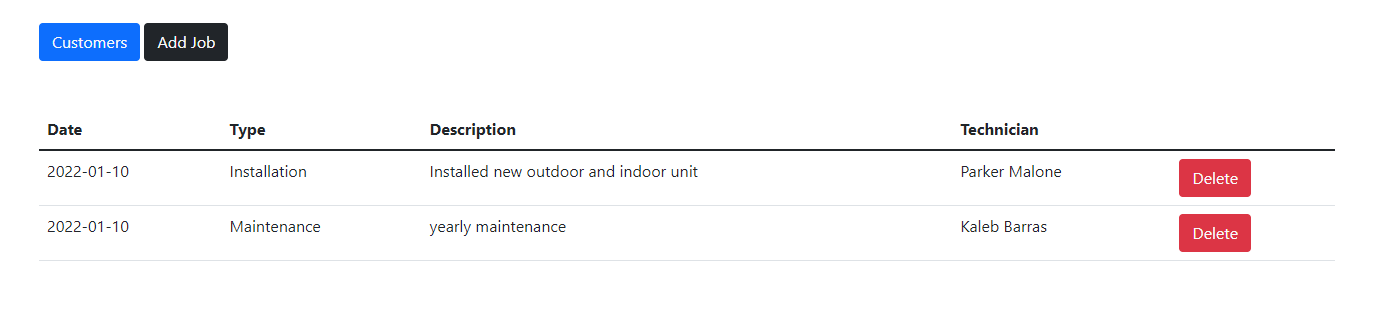 Customers Add Job
Date Type Description Technician
2022-01-10 Installation Installed new outdoor and indoor unit Parker Malone Delete
2022-01-10 Maintenance yearly maintenance Kaleb Barras Delete